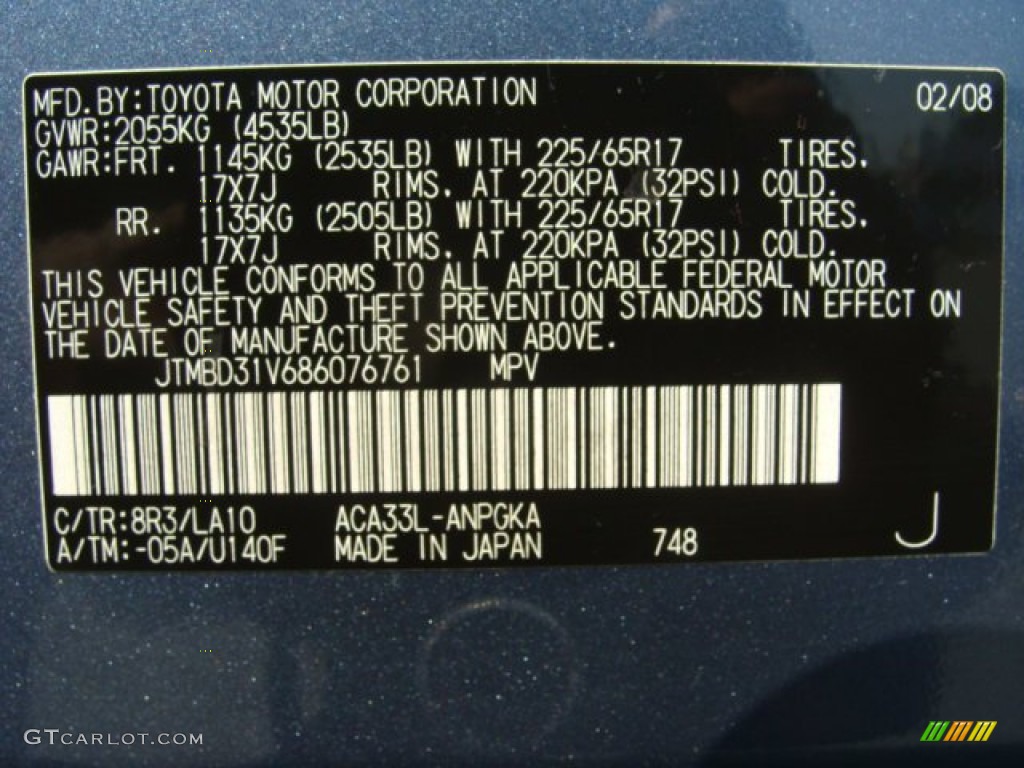 MFD.BY:TOYOTA MOTOR CORPORATION 02/08
GVWR:2055KG (4535LB)
GAWR:FRT. 1145KG (2535LB) WITH 225/65R17 TIRES.
17X7J RIMS. AT 220KPA (32PSI) COLD.
RR. 1135KG (2505LB) WITH 225/65R17 TIRES.
17X7J RIMS. AT 220KPA (32PSI) COLD.
THIS VEHICLE CONFORMS TO ALL APPLICABLE FEDERAL MOTOR
VEHICLE SAFETY AND THEFT PREVENTION STANDARDS IN EFFECT ON
THE DATE OF MANUFACTURE SHOWN ABOVE.
JTMBD31V686076761 MPV
C/TR:8R3/LA10 ACA33L-ANPGKA
A/TM:-05A/U140F MADE IN JAPAN 748 J
GTCARLOT.COM